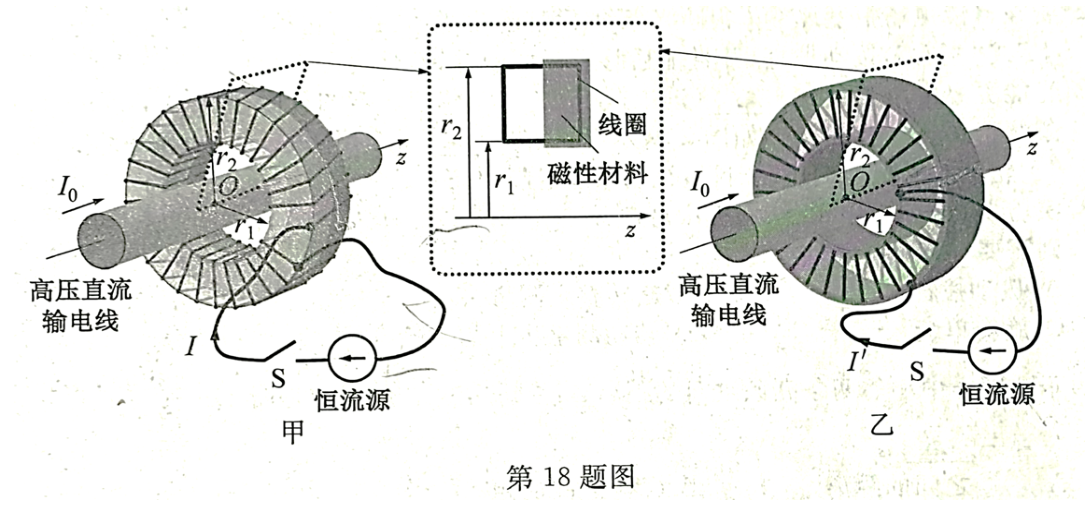 I₀
高压直流
输电线
r₂
O
r₁
z
I
S
恒流源
甲
r₂
r₁
线圈
磁性材料
z
I₀
高压直流
输电线
r₂
O
r₁
z
I′
S
恒流源
乙
第 18 题图